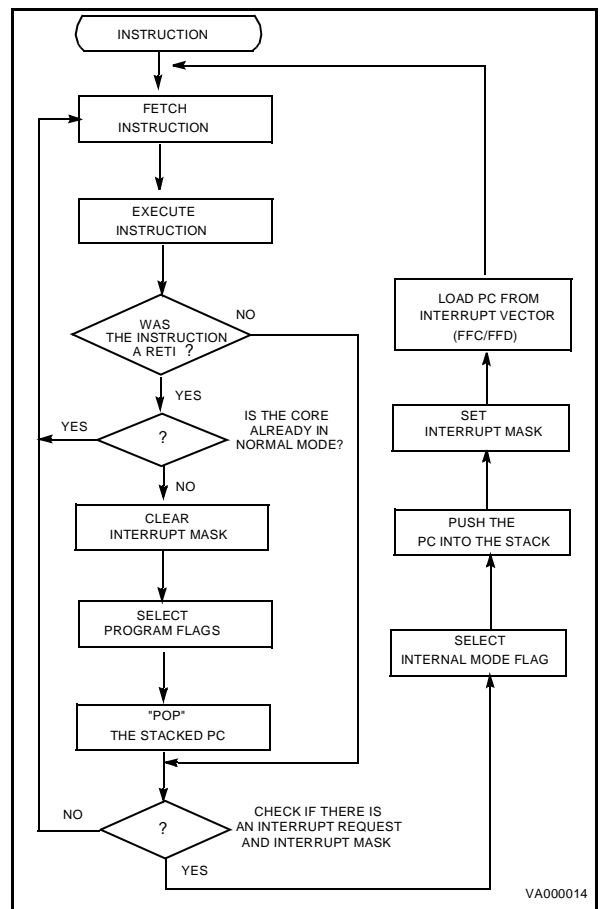 INSTRUCTION
FETCH
INSTRUCTION
EXECUTE
INSTRUCTION
WAS
THE INSTRUCTION
A RETI ?
NO
YES
?
YES
IS THE CORE
ALREADY IN
NORMAL MODE?
NO
CLEAR
INTERRUPT MASK
SELECT
PROGRAM FLAGS
"POP"
THE STACKED PC
?
NO
CHECK IF THERE IS
AN INTERRUPT REQUEST
AND INTERRUPT MASK
YES
SELECT
INTERNAL MODE FLAG
PUSH THE
PC INTO THE STACK
SET
INTERRUPT MASK
LOAD PC FROM
INTERRUPT VECTOR
(FFC/FFD)
VA000014